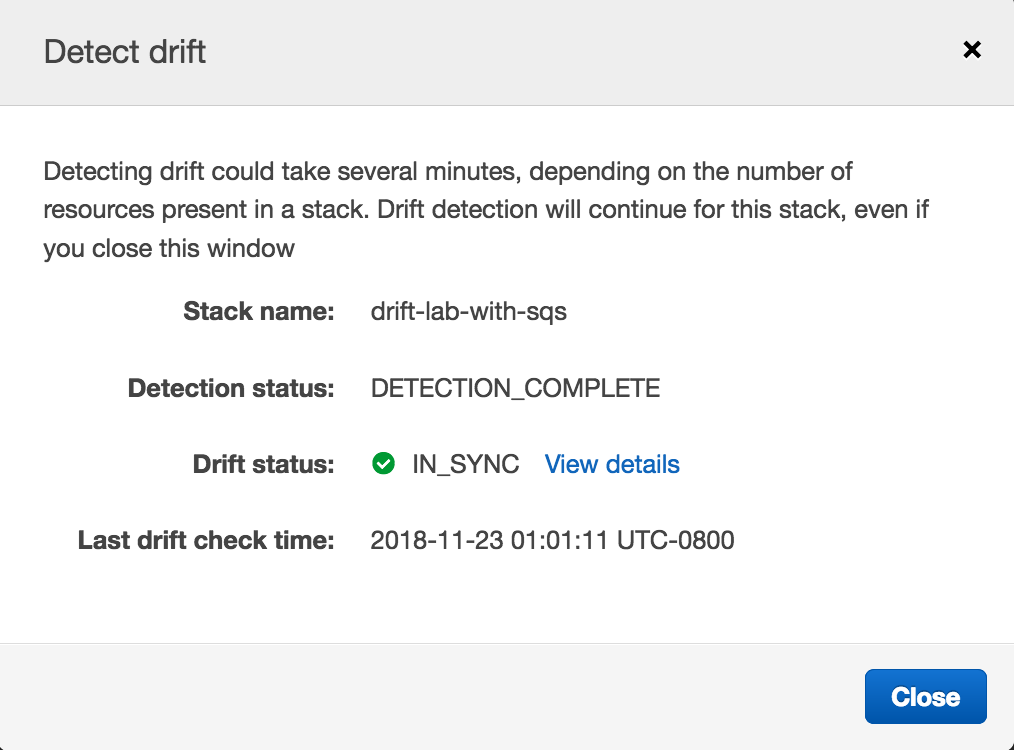 Detect drift
Detecting drift could take several minutes, depending on the number of
resources present in a stack. Drift detection will continue for this stack, even if
you close this window
Stack name: drift-lab-with-sqs
Detection status: DETECTION_COMPLETE
Drift status: IN_SYNC View details
Last drift check time: 2018-11-23 01:01:11 UTC-0800
Close